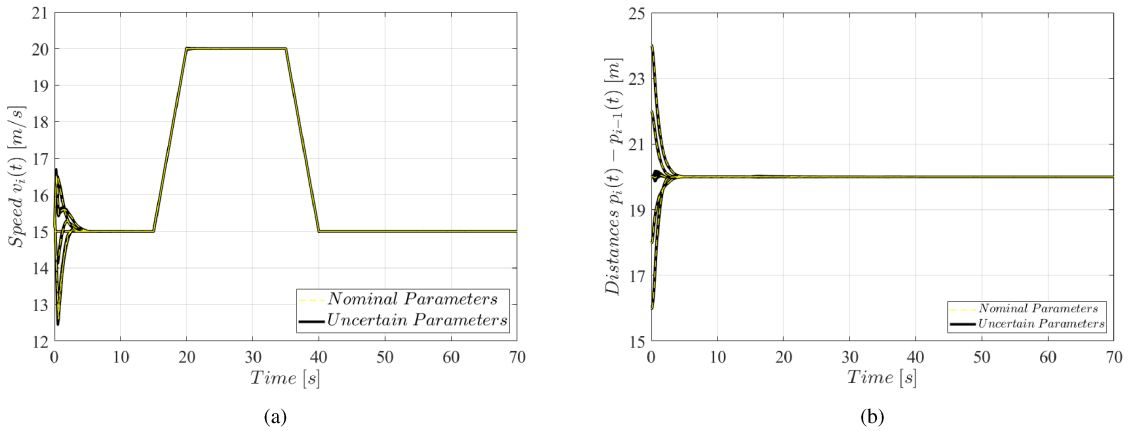 21
20
19
18
17
16
15
14
13
12
0 10 20 30 40 50 60 70
Speed v_i(t) [m/s]
Time [s]
Nominal Parameters
Uncertain Parameters
(a)
25
23
21
19
17
15
0 10 20 30 40 50 60 70
Distances p_i(t) − p_{i−1}(t) [m]
Time [s]
Nominal Parameters
Uncertain Parameters
(b)